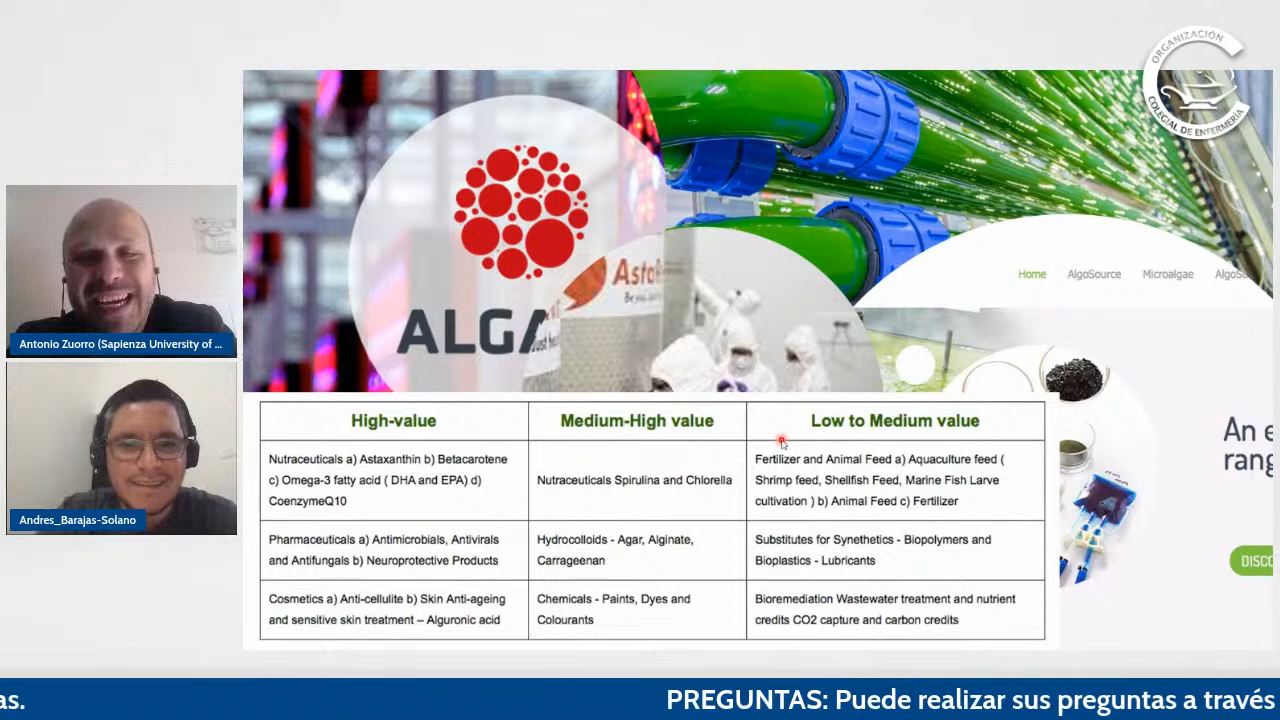 ORGANIZACIÓN
COLEGIAL DE ENFERMERÍA
ALGA
Home AlgoSource Microalgae
An e
rang
DISCO
Antonio Zuorro (Sapienza University of ...
Andres_Barajas-Solano
High-value Medium-High value Low to Medium value
Nutraceuticals a) Astaxanthin b) Betacarotene
c) Omega-3 fatty acid ( DHA and EPA) d)
CoenzymeQ10
Nutraceuticals Spirulina and Chlorella
Fertilizer and Animal Feed a) Aquaculture feed (
Shrimp feed, Shellfish Feed, Marine Fish Larve
cultivation ) b) Animal Feed c) Fertilizer
Pharmaceuticals a) Antimicrobials, Antivirals
and Antifungals b) Neuroprotective Products
Hydrocolloids - Agar, Alginate,
Carrageenan
Substitutes for Synethetics - Biopolymers and
Bioplastics - Lubricants
Cosmetics a) Anti-cellulite b) Skin Anti-ageing
and sensitive skin treatment – Alguronic acid
Chemicals - Paints, Dyes and
Colourants
Bioremediation Wastewater treatment and nutrient
credits CO2 capture and carbon credits
as. PREGUNTAS: Puede realizar sus preguntas a través